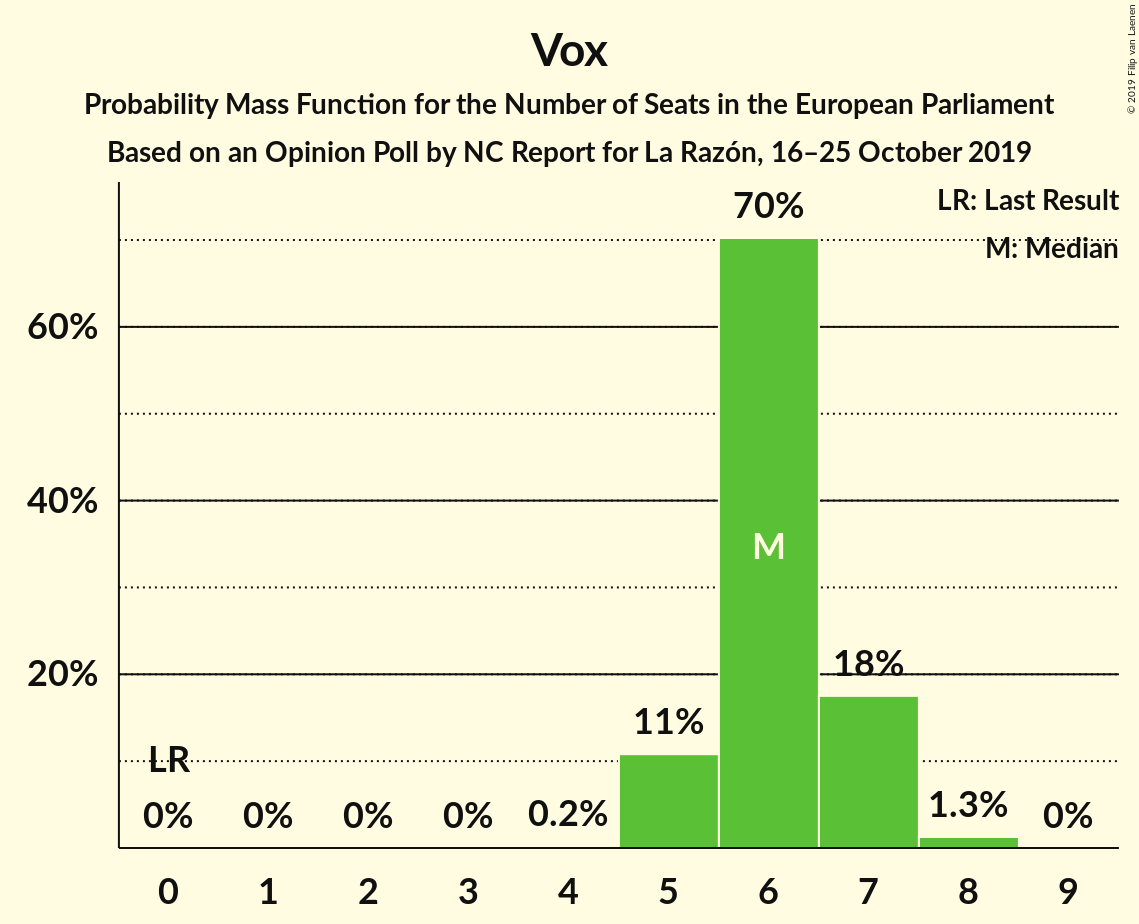 Vox
Probability Mass Function for the Number of Seats in the European Parliament
Based on an Opinion Poll by NC Report for La Razón, 16–25 October 2019
© 2019 Filip van Laenen
LR: Last Result
M: Median
60%
40%
20%
LR
0%
0%
0%
0%
0.2%
11%
70%
M
18%
1.3%
0%
0 1 2 3 4 5 6 7 8 9